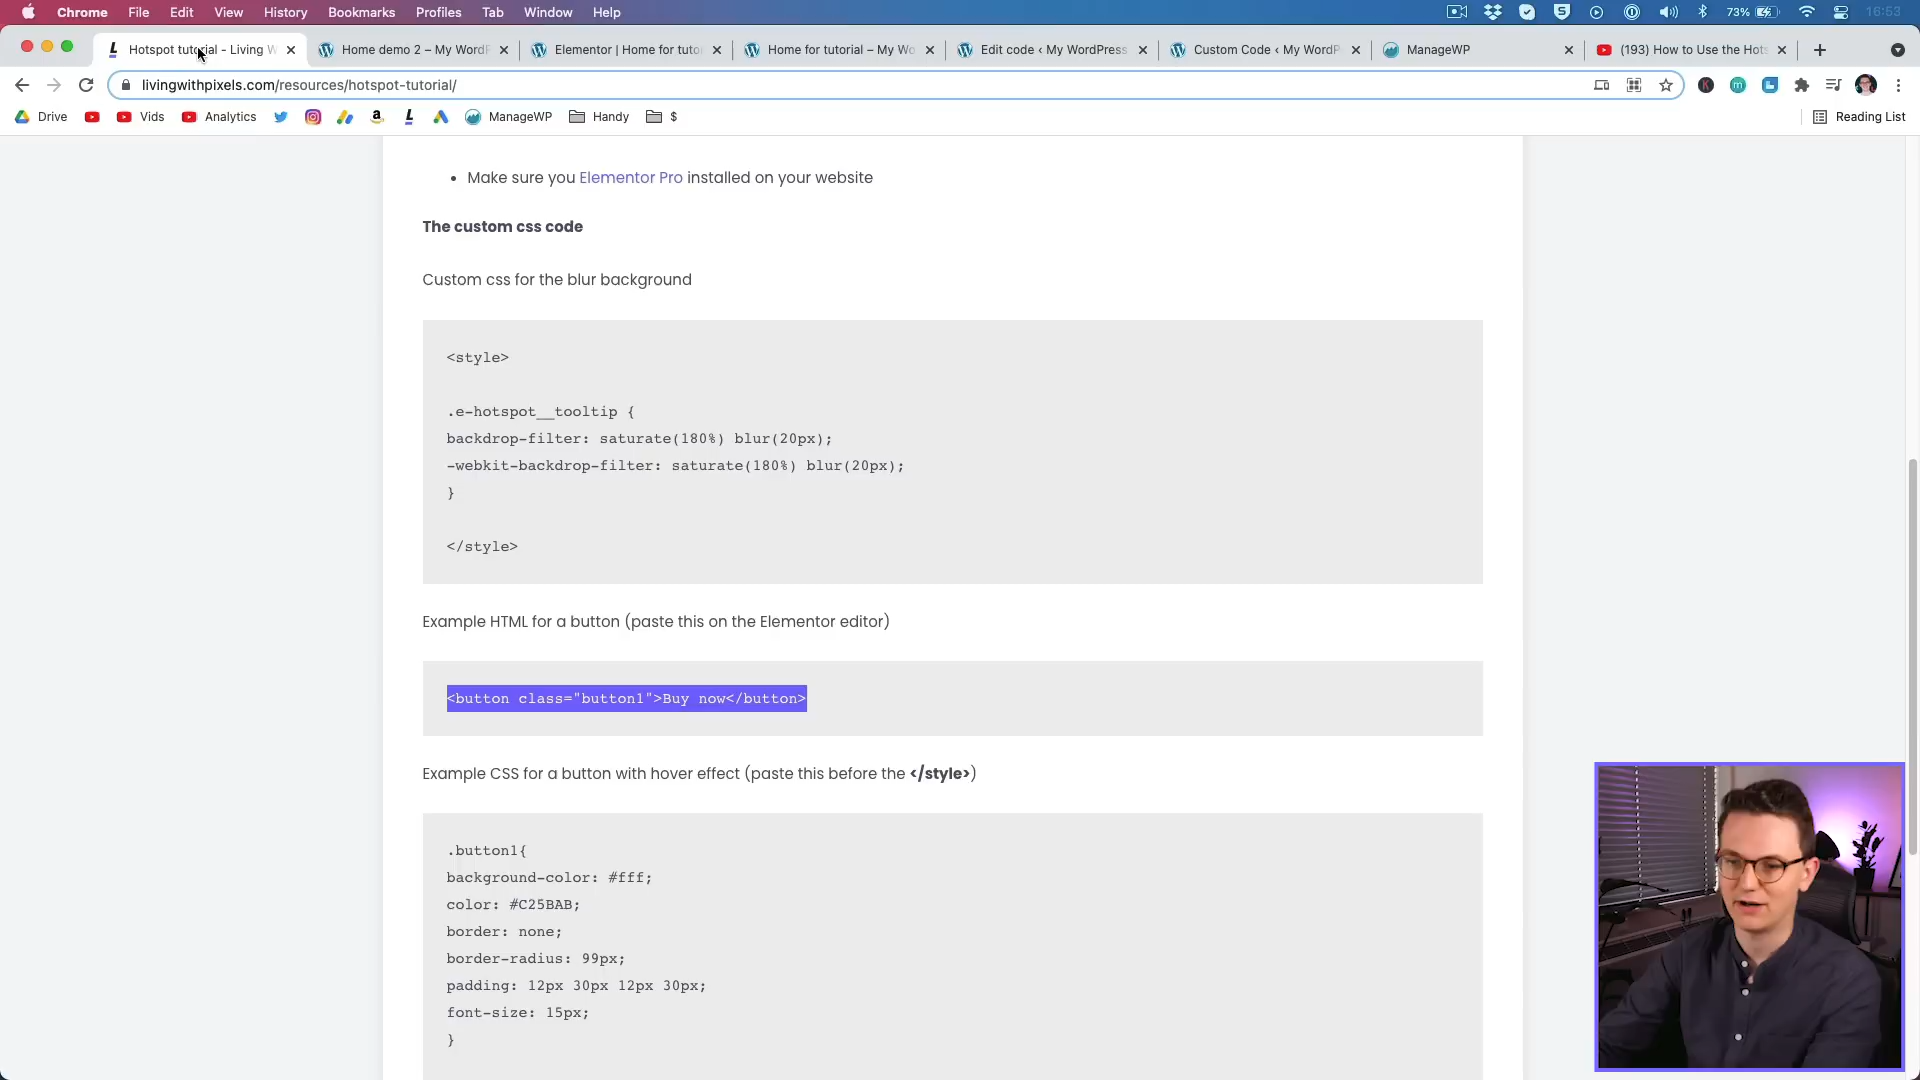 Chrome File Edit View History Bookmarks Profiles Tab Window Help 73% 16:53
Hotspot tutorial - Living W Home demo 2 – My WordP Elementor | Home for tutor Home for tutorial – My Wo Edit code ‹ My WordPress Custom Code ‹ My WordP ManageWP (193) How to Use the Hots
livingwithpixels.com/resources/hotspot-tutorial/
Drive Vids Analytics ManageWP Handy $ Reading List
• Make sure you Elementor Pro installed on your website
The custom css code
Custom css for the blur background
<style>
.e-hotspot__tooltip {
backdrop-filter: saturate(180%) blur(20px);
-webkit-backdrop-filter: saturate(180%) blur(20px);
}
</style>
Example HTML for a button (paste this on the Elementor editor)
<button class="button1">Buy now</button>
Example CSS for a button with hover effect (paste this before the </style>)
.button1{
background-color: #fff;
color: #C25BAB;
border: none;
border-radius: 99px;
padding: 12px 30px 12px 30px;
font-size: 15px;
}